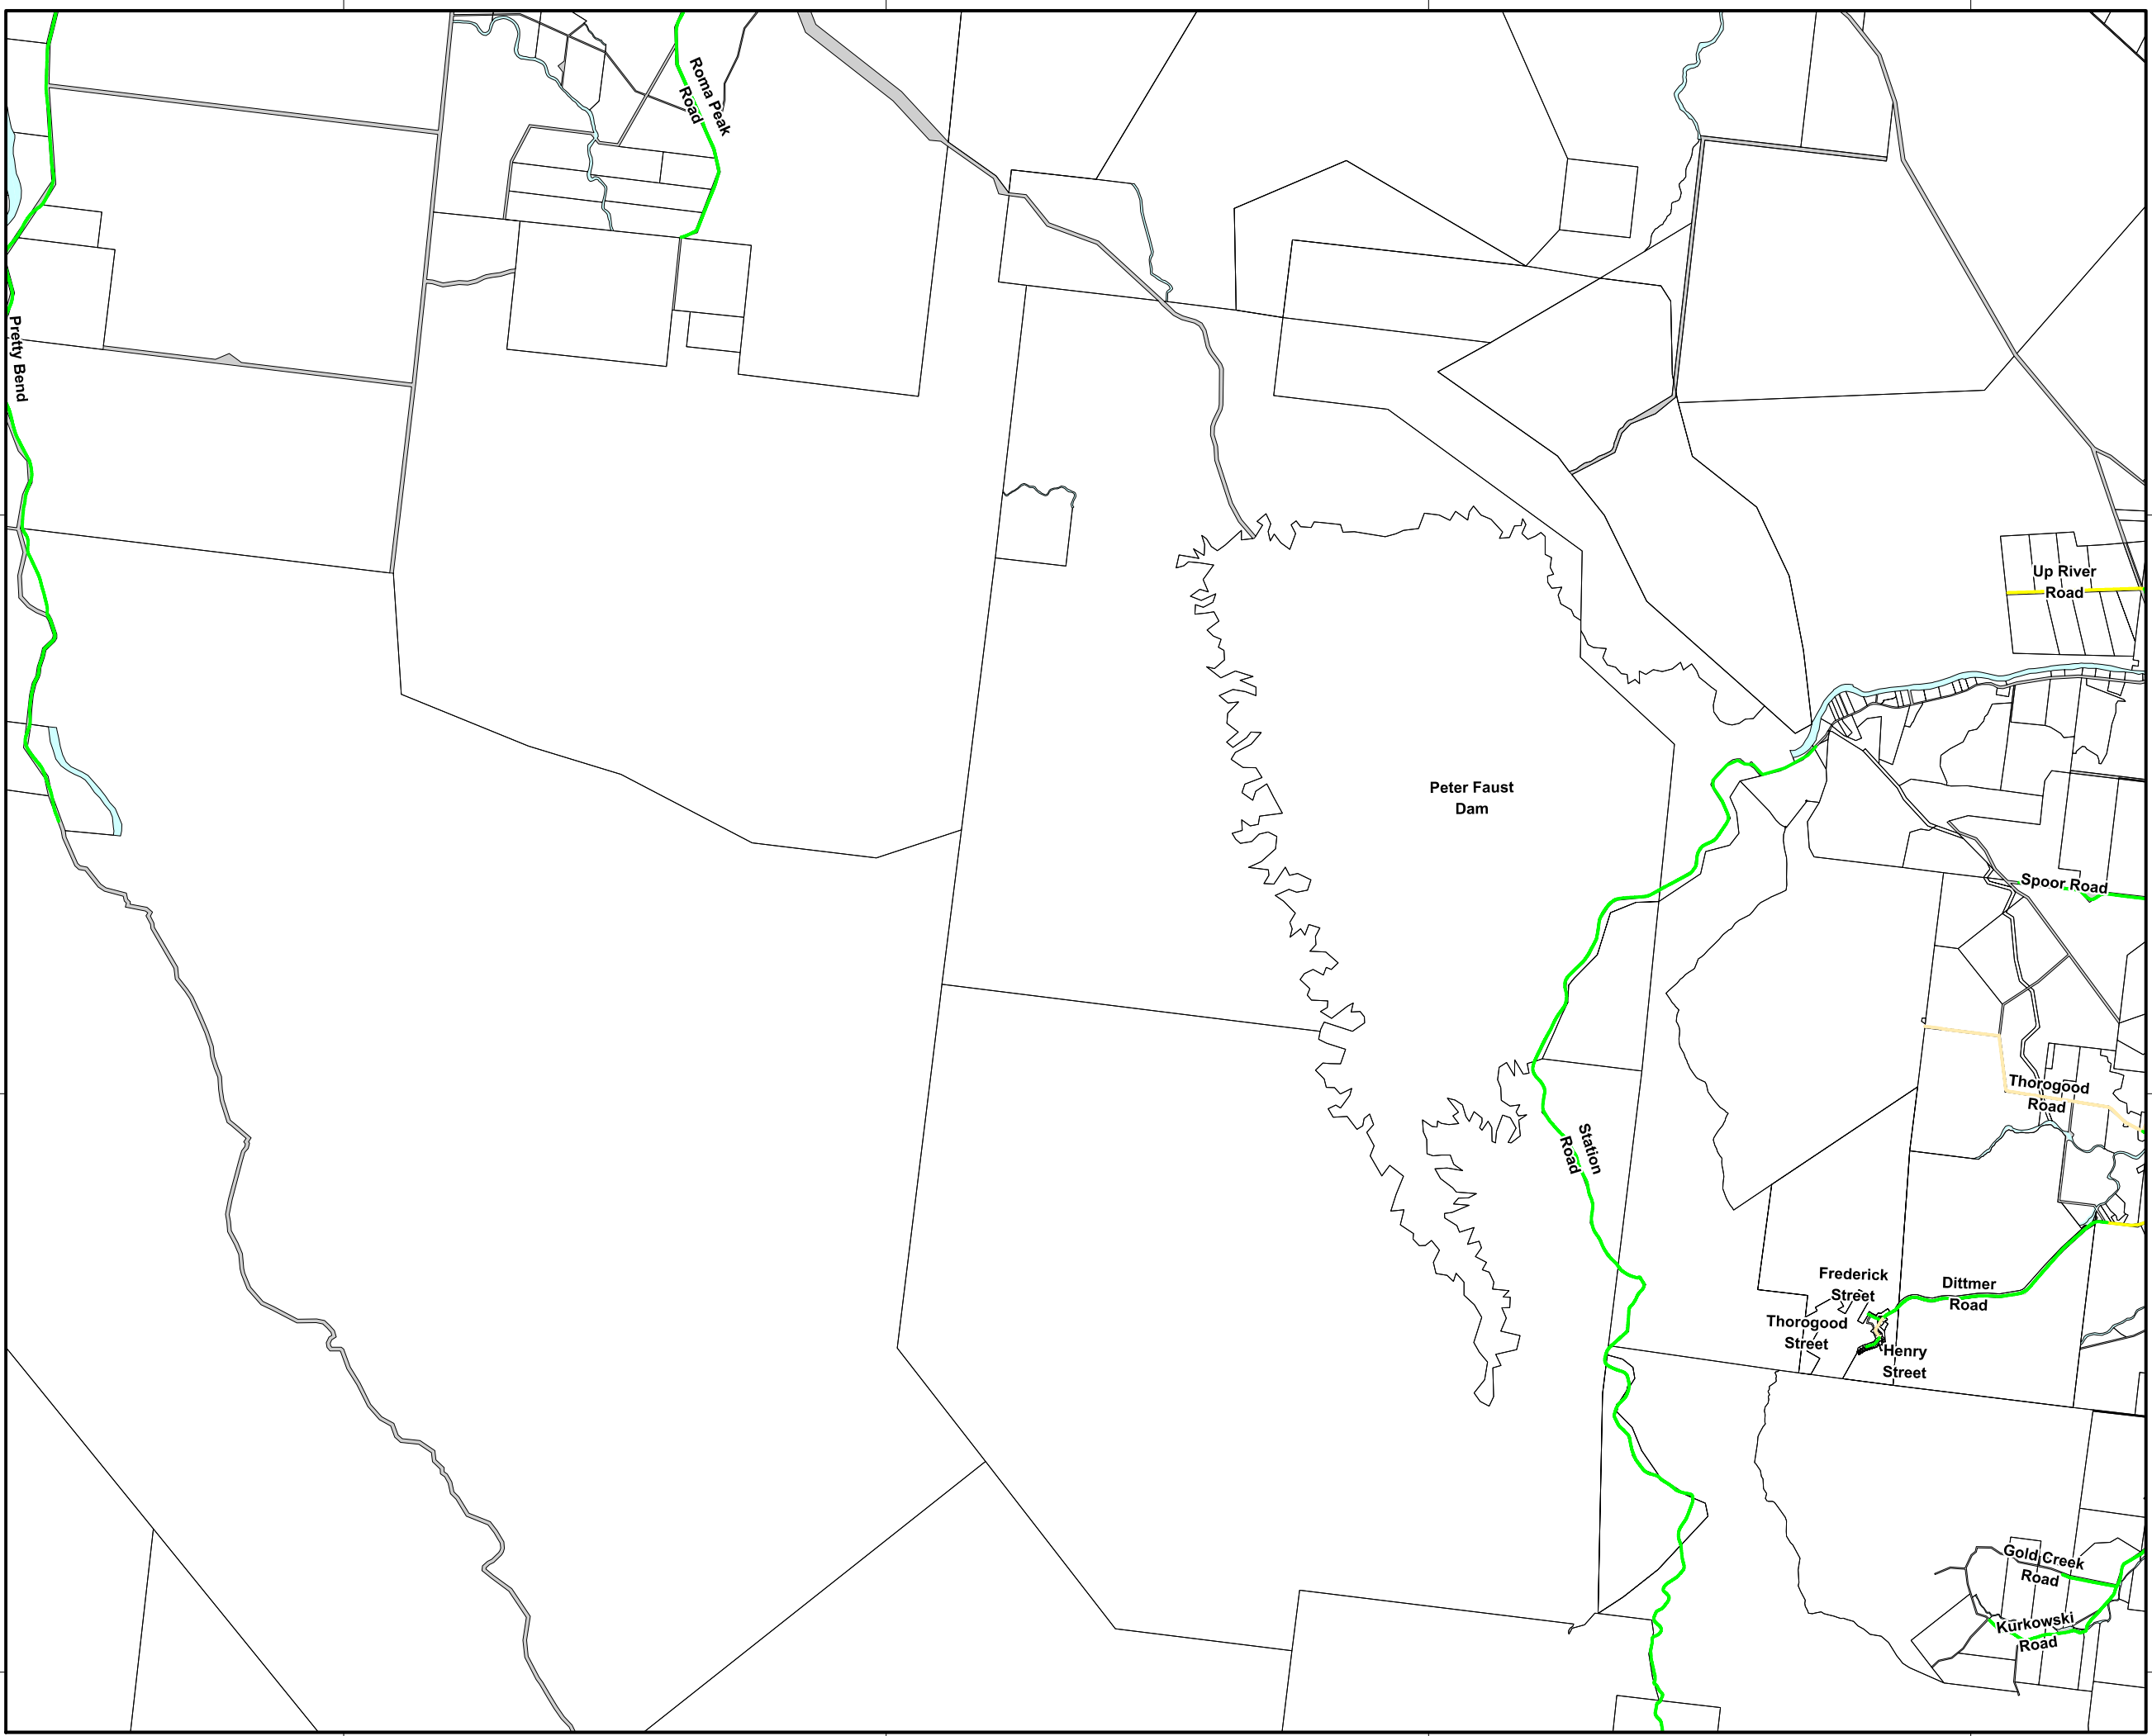 Roma Peak
Road
Pretty Bend
Up River
Road
Peter Faust
Dam
Spoor Road
Thorogood
Road
Station
Road
Frederick
Street
Dittmer
Road
Thorogood
Street
Henry
Street
Gold Creek
Road
Kurkowski
Road